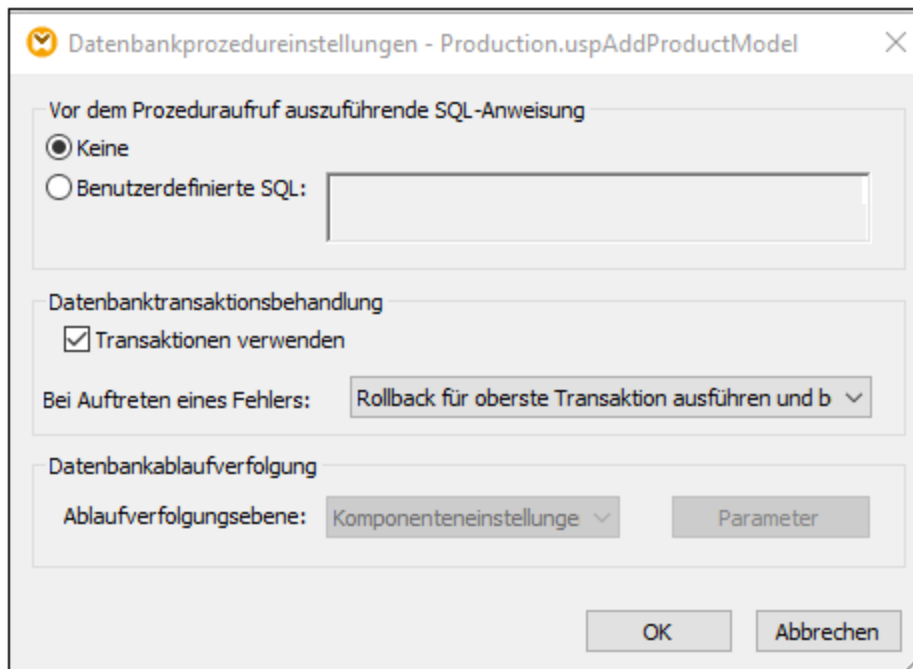 Datenbankprozedureinstellungen - Production.uspAddProductModel
Vor dem Prozeduraufruf auszuführende SQL-Anweisung
Keine
Benutzerdefinierte SQL:
Datenbanktransaktionsbehandlung
Transaktionen verwenden
Bei Auftreten eines Fehlers: Rollback für oberste Transaktion ausführen und b
Datenbankablaufverfolgung
Ablaufverfolgungsebene: Komponenteneinstellunge Parameter
OK Abbrechen